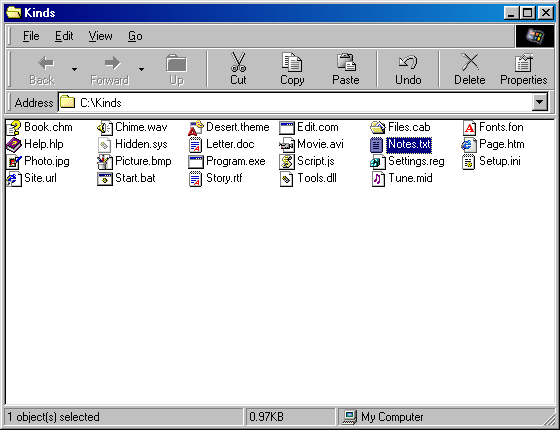 Kinds
File Edit View Go
Back Forward Up Cut Copy Paste Undo Delete Properties
Address C:\Kinds
Book.chm Chime.wav Desert.theme Edit.com Files.cab Fonts.fon
Help.hlp Hidden.sys Letter.doc Movie.avi Notes.txt Page.htm
Photo.jpg Picture.bmp Program.exe Script.js Settings.reg Setup.ini
Site.url Start.bat Story.rtf Tools.dll Tune.mid
1 object(s) selected 0.97KB My Computer